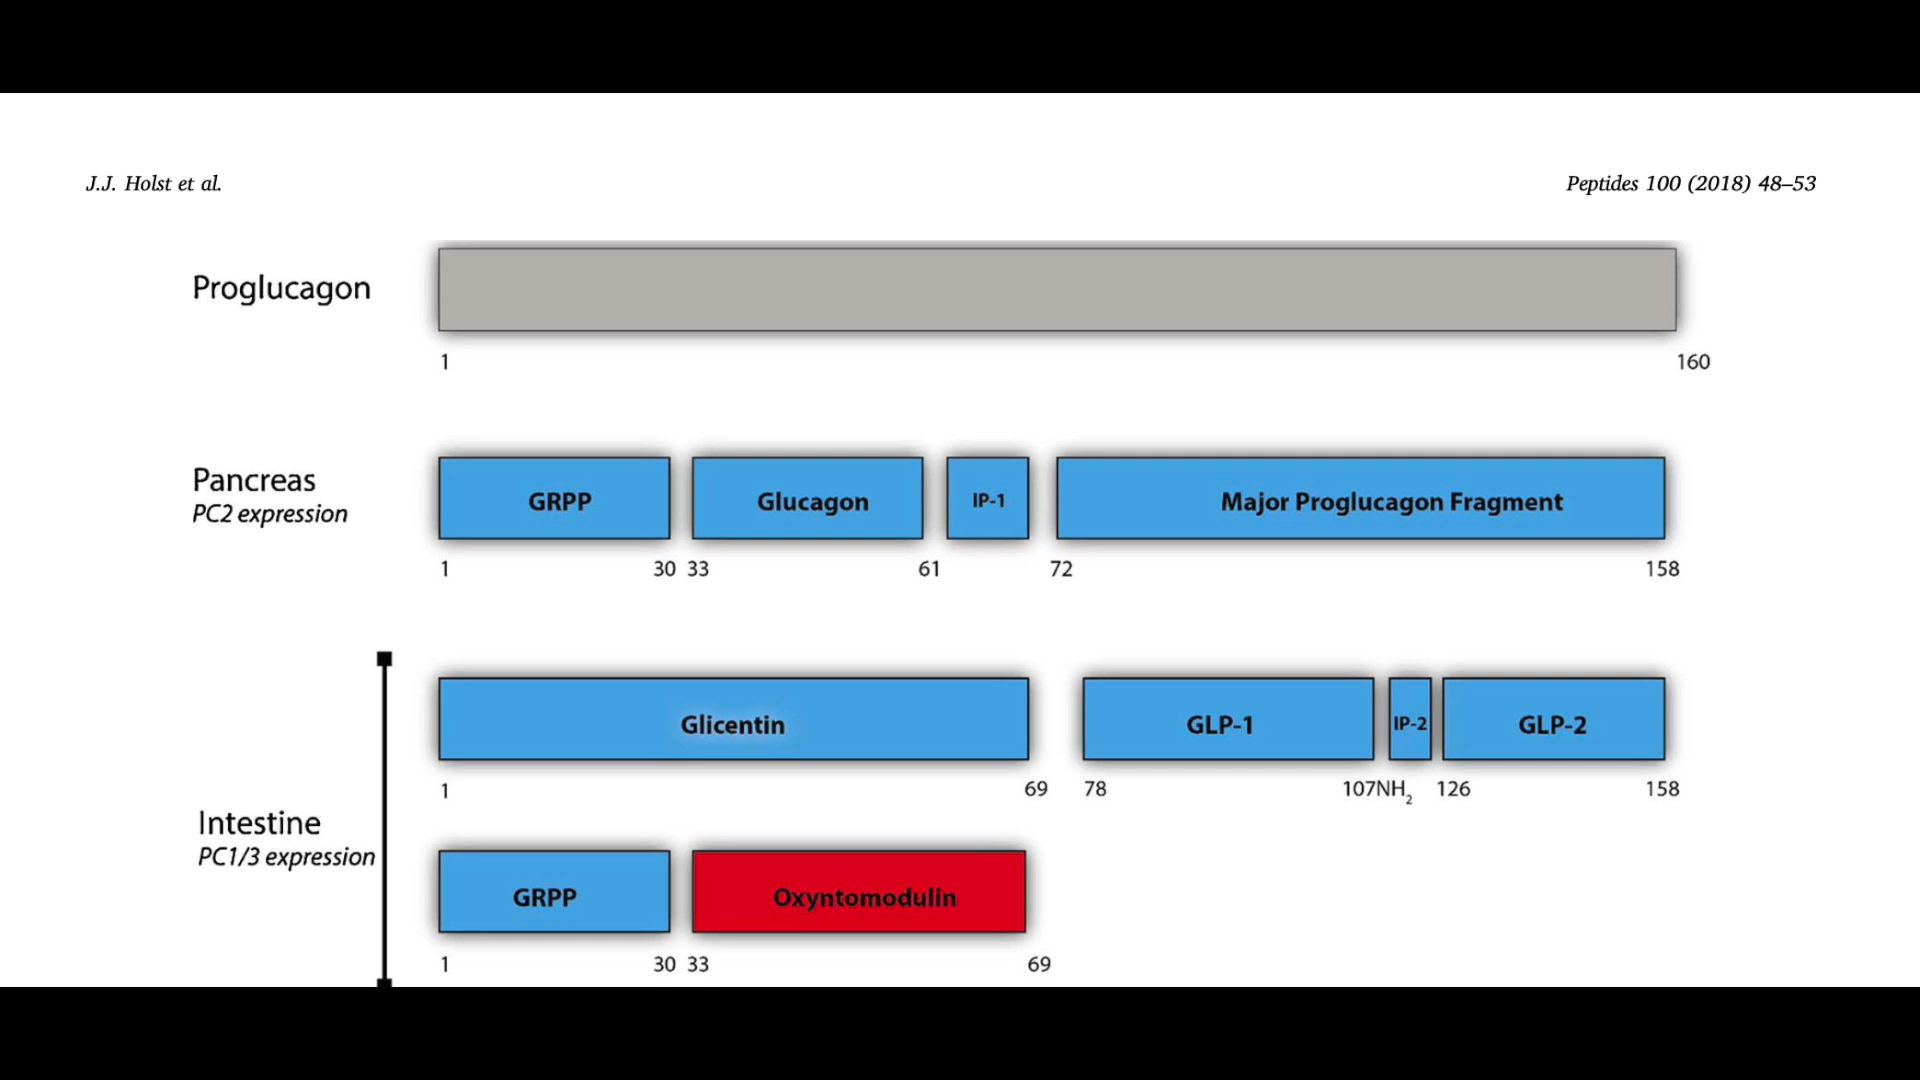 J.J. Holst et al. Peptides 100 (2018) 48–53
Proglucagon
1 160
Pancreas
PC2 expression
GRPP Glucagon IP-1 Major Proglucagon Fragment
1 30 33 61 72 158
Glicentin GLP-1 IP-2 GLP-2
1 69 78 107NH2 126 158
Intestine
PC1/3 expression
GRPP Oxyntomodulin
1 30 33 69